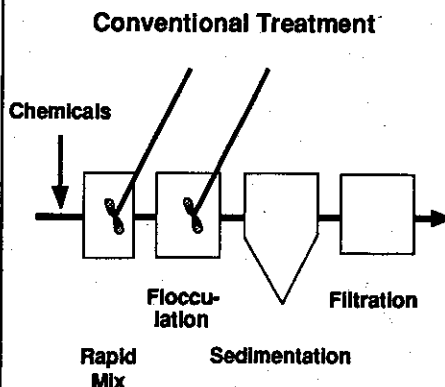 Conventional Treatment
Chemicals
Floccu-
lation
Filtration
Rapid
Mix
Sedimentation